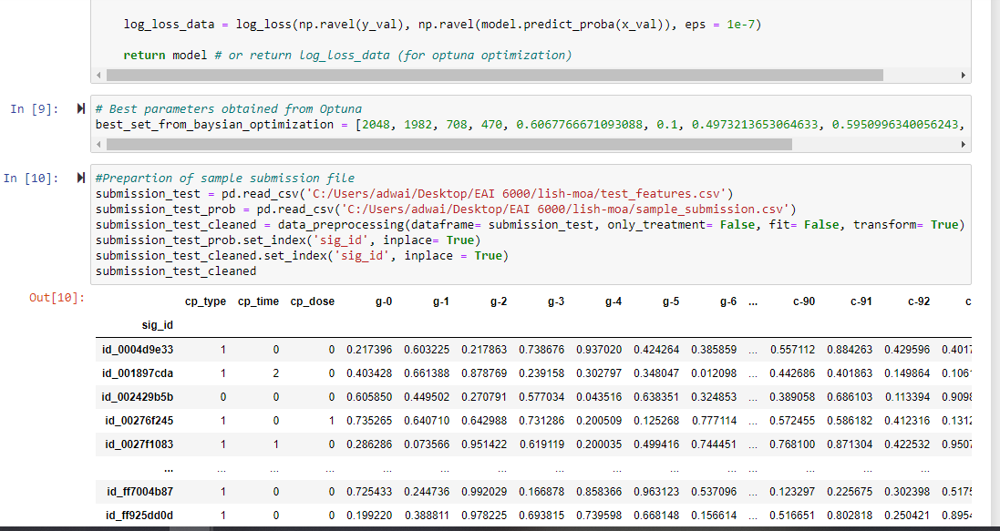 log_loss_data = log_loss(np.ravel(y_val), np.ravel(model.predict_proba(x_val)), eps = 1e-7)
return model # or return log_loss_data (for optuna optimization)
In [9]:
# Best parameters obtained from Optuna
best_set_from_baysian_optimization = [2048, 1982, 708, 470, 0.6067766671093088, 0.1, 0.4973213653064633, 0.5950996340056243,
In [10]:
#Prepartion of sample submission file
submission_test = pd.read_csv('C:/Users/adwai/Desktop/EAI 6000/lish-moa/test_features.csv')
submission_test_prob = pd.read_csv('C:/Users/adwai/Desktop/EAI 6000/lish-moa/sample_submission.csv')
submission_test_cleaned = data_preprocessing(dataframe= submission_test, only_treatment= False, fit= False, transform= True)
submission_test_prob.set_index('sig_id', inplace= True)
submission_test_cleaned.set_index('sig_id', inplace = True)
submission_test_cleaned
Out[10]:
cp_type cp_time cp_dose g-0 g-1 g-2 g-3 g-4 g-5 g-6 ... c-90 c-91 c-92 c
sig_id
id_0004d9e33 1 0 0 0.217396 0.603225 0.217863 0.738676 0.937020 0.424264 0.385859 ... 0.557112 0.884263 0.429596 0.4017
id_001897cda 1 2 0 0.403428 0.661388 0.878769 0.239158 0.302797 0.348047 0.012098 ... 0.442686 0.401863 0.149864 0.106
id_002429b5b 0 0 0 0.605850 0.449502 0.270791 0.577034 0.043516 0.638351 0.324853 ... 0.389058 0.686103 0.113394 0.909
id_00276f245 1 0 1 0.735265 0.640710 0.642988 0.731286 0.200509 0.125268 0.777114 ... 0.572455 0.586182 0.412316 0.1312
id_0027f1083 1 1 0 0.286286 0.073566 0.951422 0.619119 0.200035 0.499416 0.744451 ... 0.768100 0.871304 0.422532 0.9507
... ... ... ... ... ... ... ... ... ... ... ... ... ... ...
id_ff7004b87 1 0 0 0.725433 0.244736 0.992029 0.166878 0.858366 0.963123 0.537096 ... 0.123297 0.225675 0.302398 0.517
id_ff925dd0d 1 0 0 0.199220 0.388811 0.978225 0.693815 0.739598 0.668148 0.156614 ... 0.516651 0.802818 0.250421 0.895